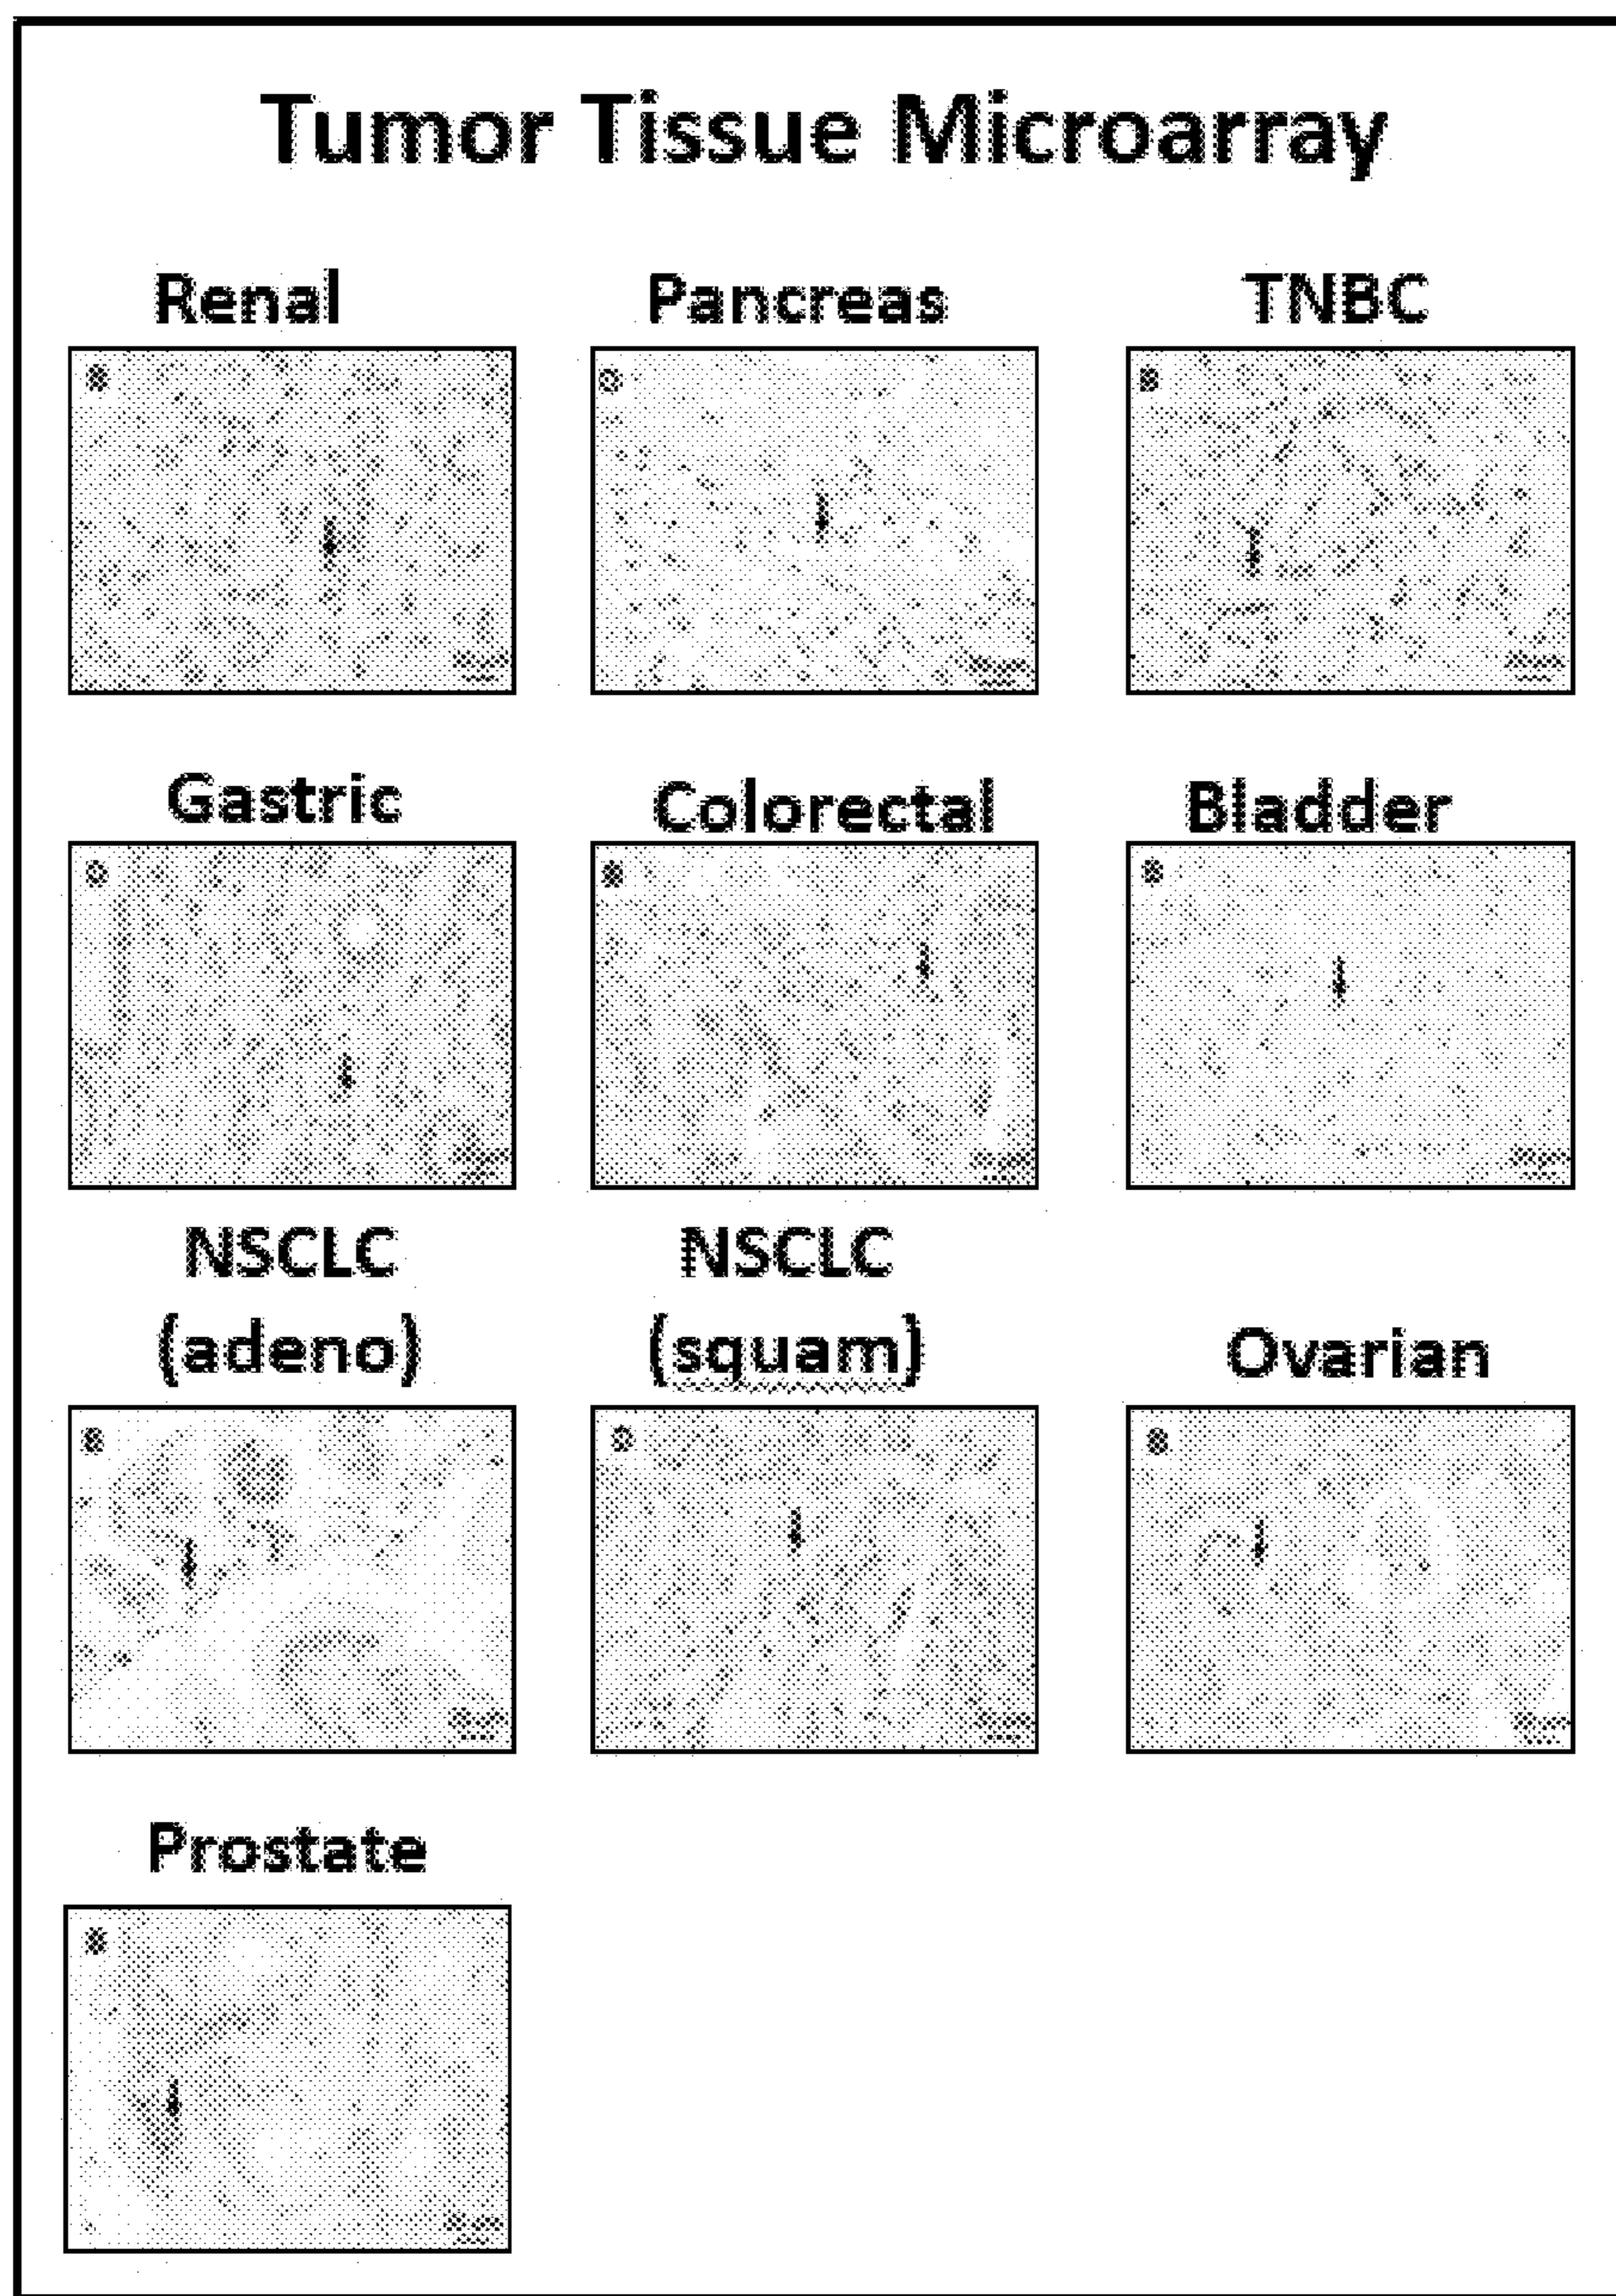 Tumor Tissue Microarray
Renal
Pancreas
TNBC
Gastric
Colorectal
Bladder
NSCLC
(adeno)
NSCLC
(squam)
Ovarian
Prostate